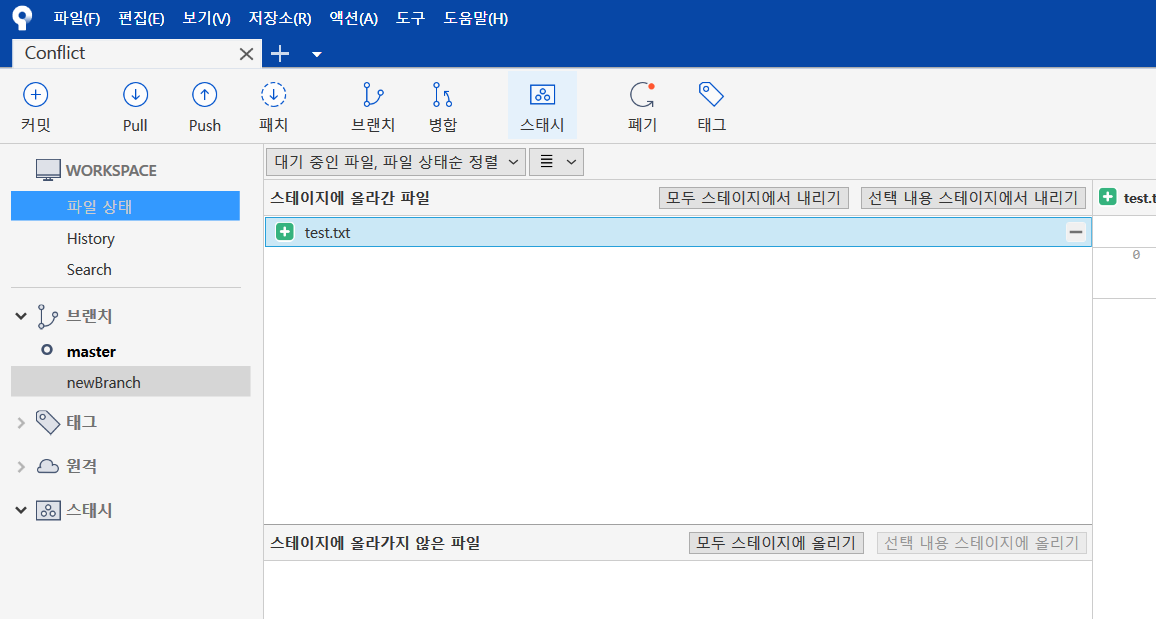 파일(F) 편집(E) 보기(V) 저장소(R) 액션(A) 도구 도움말(H)
Conflict
커밋 Pull Push 패치 브랜치 병합 스태시 폐기 태그
WORKSPACE
파일 상태
History
Search
브랜치
master
newBranch
태그
원격
스태시
대기 중인 파일, 파일 상태순 정렬
스테이지에 올라간 파일 모두 스테이지에서 내리기 선택 내용 스테이지에서 내리기
test.txt
스테이지에 올라가지 않은 파일 모두 스테이지에 올리기 선택 내용 스테이지에 올리기
test.t
0